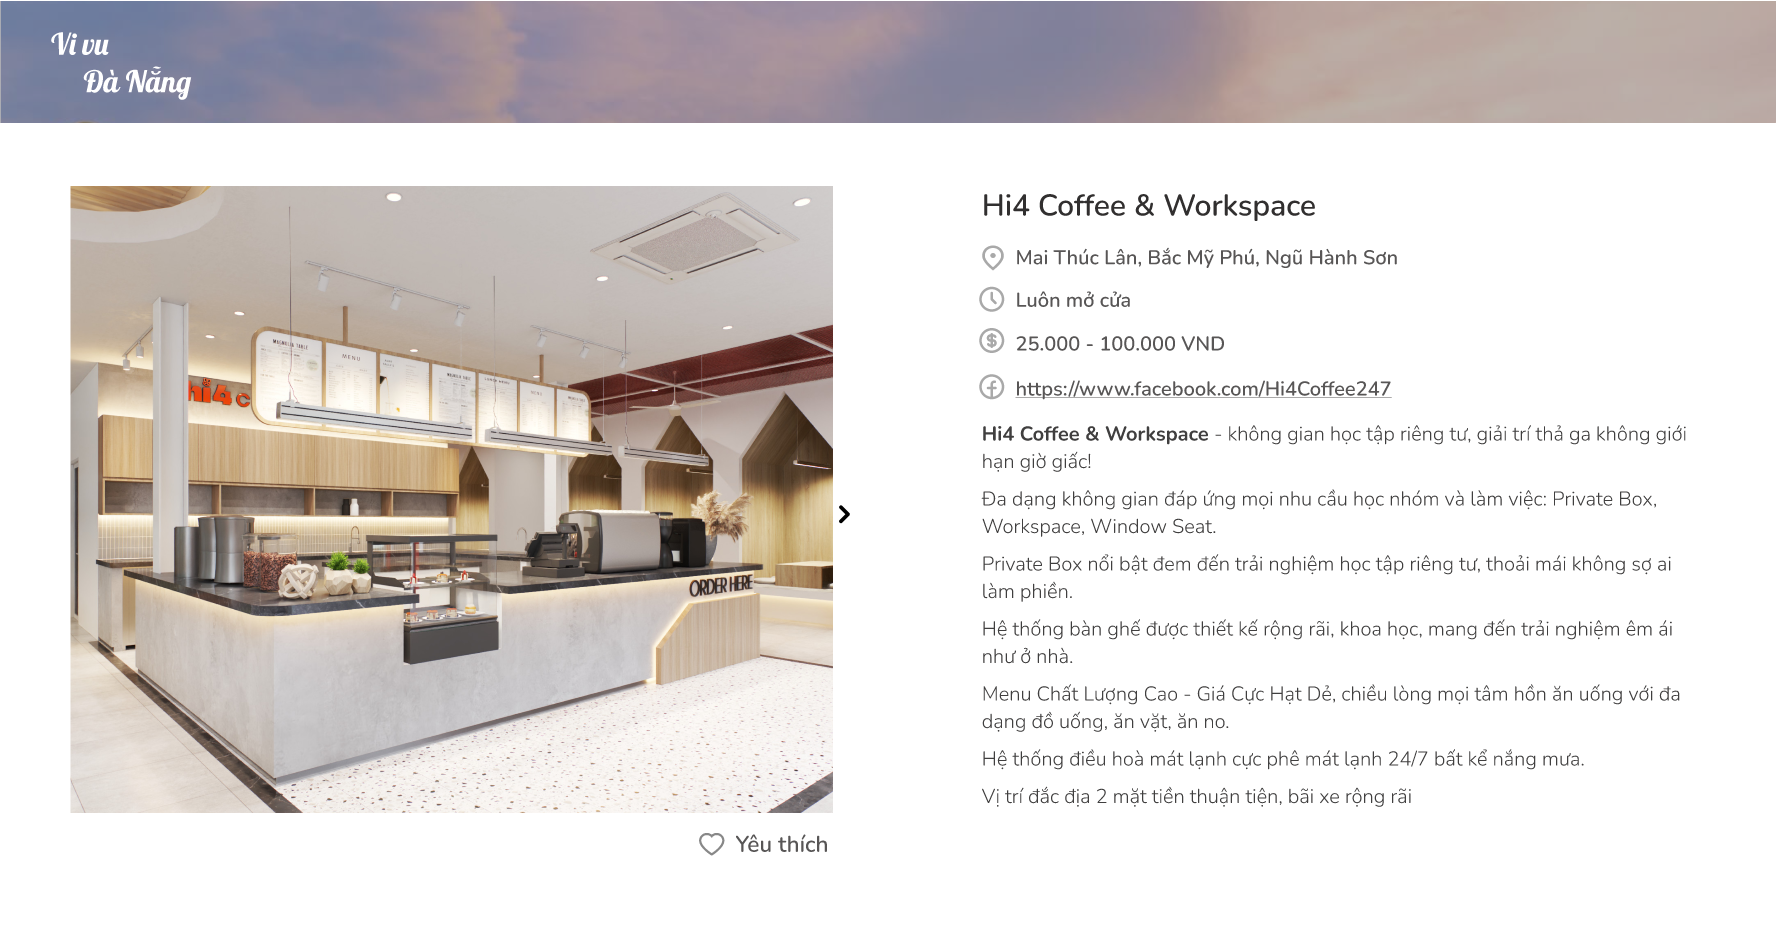 Vi vu
Đà Nẵng
hi4 c
MAGNOLIA TABLE
MENU
ORDER HERE
Yêu thích
Hi4 Coffee & Workspace
Mai Thúc Lân, Bắc Mỹ Phú, Ngũ Hành Sơn
Luôn mở cửa
25.000 - 100.000 VND
https://www.facebook.com/Hi4Coffee247
Hi4 Coffee & Workspace - không gian học tập riêng tư, giải trí thả ga không giới
hạn giờ giấc!
Đa dạng không gian đáp ứng mọi nhu cầu học nhóm và làm việc: Private Box,
Workspace, Window Seat.
Private Box nổi bật đem đến trải nghiệm học tập riêng tư, thoải mái không sợ ai
làm phiền.
Hệ thống bàn ghế được thiết kế rộng rãi, khoa học, mang đến trải nghiệm êm ái
như ở nhà.
Menu Chất Lượng Cao - Giá Cực Hạt Dẻ, chiều lòng mọi tâm hồn ăn uống với đa
dạng đồ uống, ăn vặt, ăn no.
Hệ thống điều hoà mát lạnh cực phê mát lạnh 24/7 bất kể nắng mưa.
Vị trí đắc địa 2 mặt tiền thuận tiện, bãi xe rộng rãi